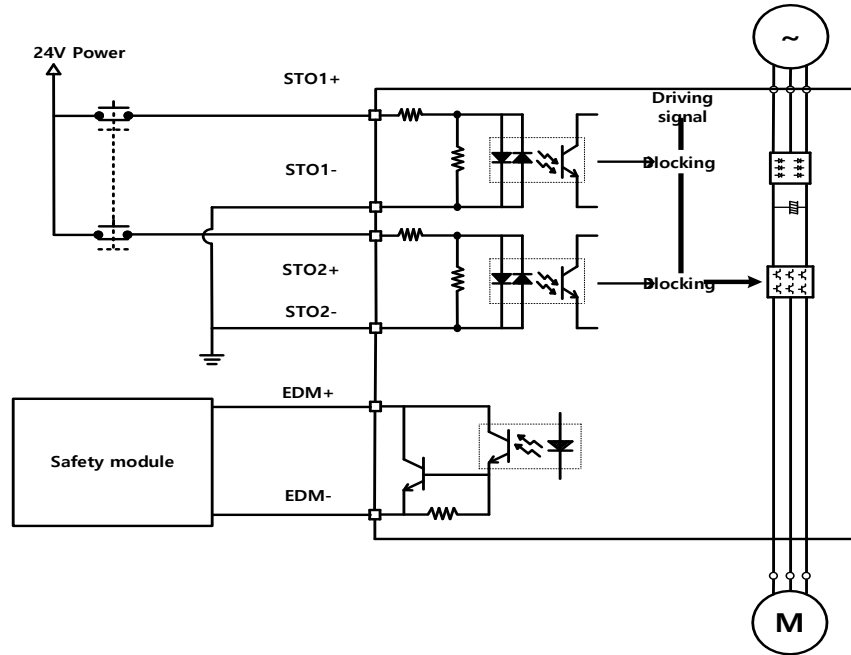 ~
24V Power
STO1+
Driving
signal
STO1-
Blocking
STO2+
Blocking
STO2-
EDM+
Safety module
EDM-
M